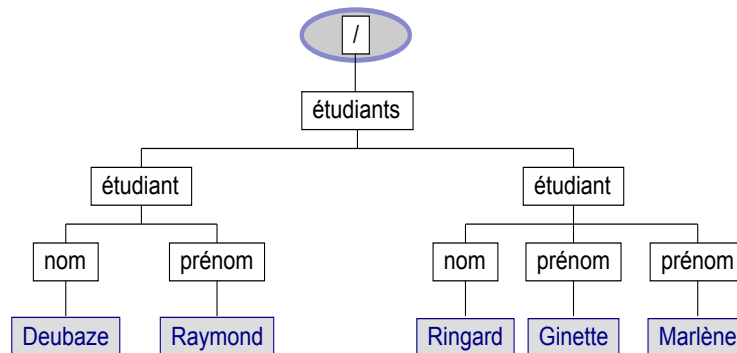 /
étudiants
étudiant étudiant
nom prénom nom prénom prénom
Deubaze Raymond Ringard Ginette Marlène